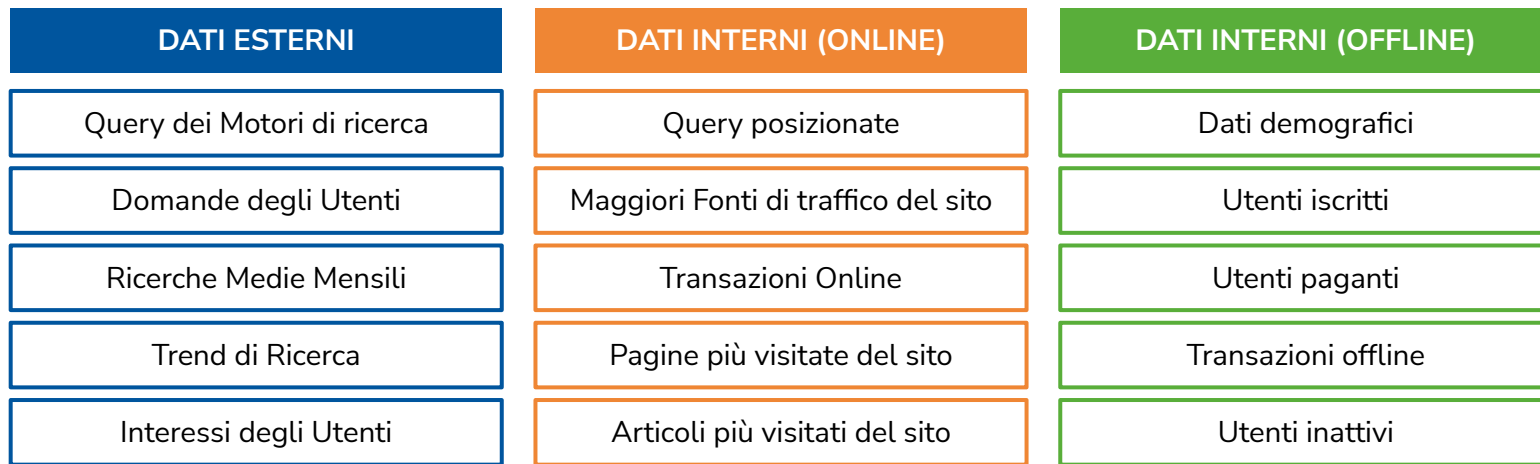 DATI ESTERNI
Query dei Motori di ricerca
Domande degli Utenti
Ricerche Medie Mensili
Trend di Ricerca
Interessi degli Utenti
DATI INTERNI (ONLINE)
Query posizionate
Maggiori Fonti di traffico del sito
Transazioni Online
Pagine più visitate del sito
Articoli più visitati del sito
DATI INTERNI (OFFLINE)
Dati demografici
Utenti iscritti
Utenti paganti
Transazioni offline
Utenti inattivi